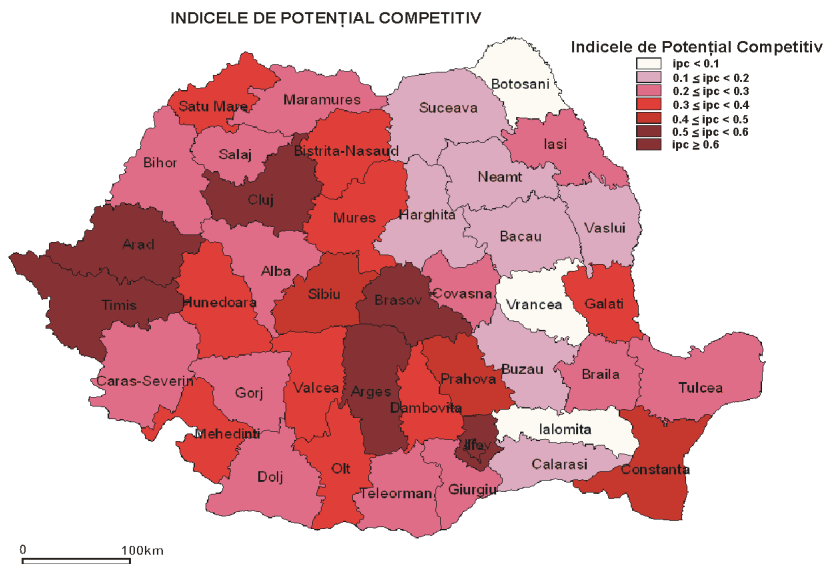 INDICELE DE POTENȚIAL COMPETITIV
Indicele de Potențial Competitiv
ipc < 0.1
0.1 ≤ ipc < 0.2
0.2 ≤ ipc < 0.3
0.3 ≤ ipc < 0.4
0.4 ≤ ipc < 0.5
0.5 ≤ ipc < 0.6
ipc ≥ 0.6
Botosani
Satu Mare
Maramures
Suceava
Iasi
Bistrita-Nasaud
Salaj
Bihor
Neamt
Cluj
Mures
Harghita
Vaslui
Bacau
Arad
Alba
Timis
Hunedoara
Sibiu
Brasov
Covasna
Vrancea
Galati
Caras-Severin
Gorj
Valcea
Arges
Prahova
Buzau
Braila
Tulcea
Dambovita
Mehedinti
Ialomita
Ilfov
Olt
Dolj
Teleorman
Giurgiu
Calarasi
Constanta
0 100km